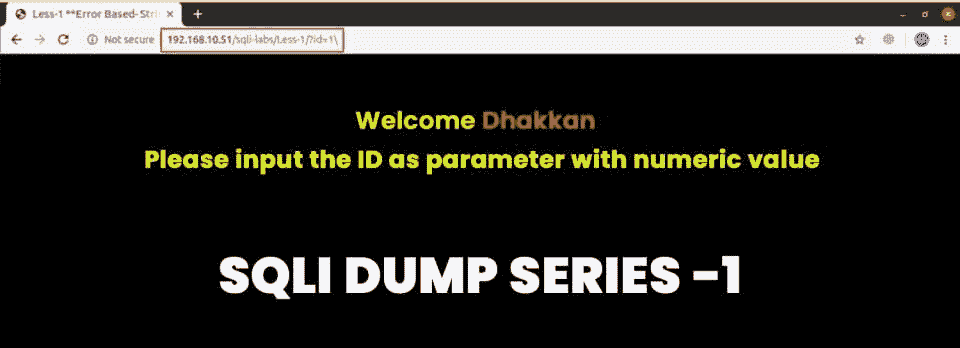 Less-1 **Error Based- Stri
Not secure 192.168.10.51/sqli-labs/Less-1/?id=1\
Welcome Dhakkan
Please input the ID as parameter with numeric value
SQLI DUMP SERIES -1